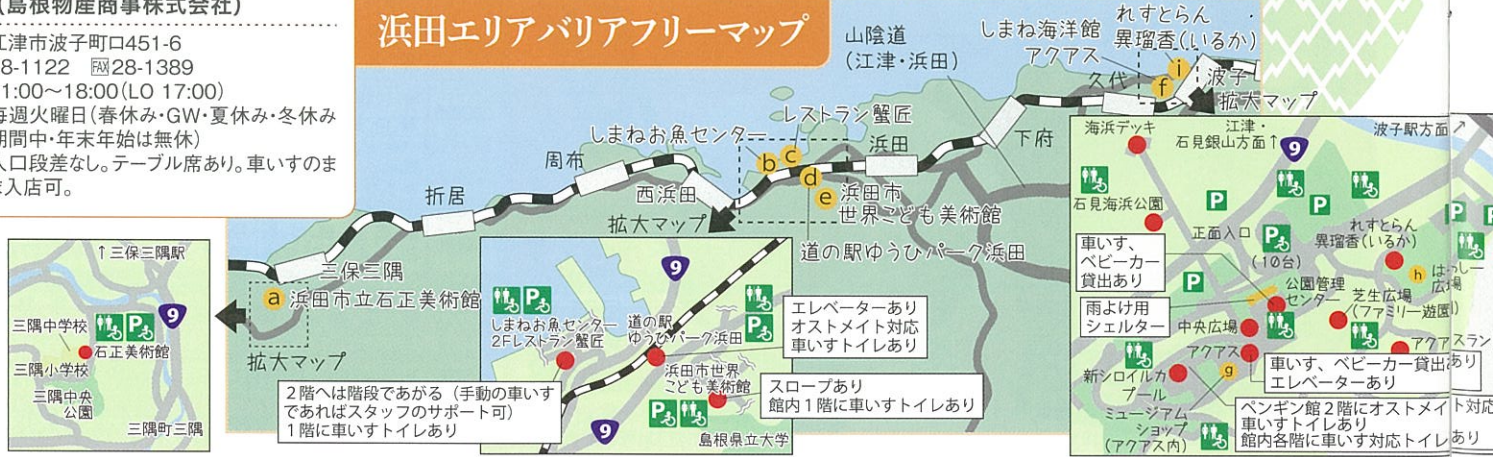 (島根物産商事株式会社)
江津市波子町口451-6
8-1122 FAX28-1389
1:00〜18:00(LO 17:00)
毎週火曜日(春休み・GW・夏休み・冬休み
期間中・年末年始は無休)
入口段差なし。テーブル席あり。車いすのま
ま入店可。
浜田エリアバリアフリーマップ
山陰道
(江津・浜田)
しまね海洋館
アクアス
れすとらん
異瑠香(いるか)
i
f
久代
波子
拡大マップ
下府
浜田
レストラン蟹匠
しまねお魚センター
b
c
d
e
浜田市
世界こども美術館
道の駅ゆうひパーク浜田
西浜田
拡大マップ
周布
折居
三保三隅
a
浜田市立石正美術館
拡大マップ
↑三保三隅駅
9
三隅中学校
P
石正美術館
三隅小学校
三隅中央
公園
三隅町三隅
9
P
しまねお魚センター
2Fレストラン蟹匠
道の駅
ゆうひパーク浜田
P
エレベーターあり
オストメイト対応
車いすトイレあり
浜田市世界
こども美術館
スロープあり
館内1階に車いすトイレあり
2階へは階段であがる(手動の車いす
であればスタッフのサポート可)
1階に車いすトイレあり
P
9
島根県立大学
海浜デッキ
江津・
石見銀山方面↑
9
波子駅方面↗
石見海浜公園
P
P
P
P
正面入口
P
(10台)
れすとらん
異瑠香(いるか)
h
はっしー
広場
車いす、
ベビーカー
貸出あり
P
公園管理
センター
芝生広場
(ファミリー遊園)
雨よけ用
シェルター
中央広場
アクアス
アクアスラン
g
車いす、ベビーカー貸出あり
エレベーターあり
新シロイルカ
プール
ミュージアム
ショップ
(アクアス内)
ペンギン館2階にオストメイト対応
車いすトイレあり
館内各階に車いす対応トイレあり